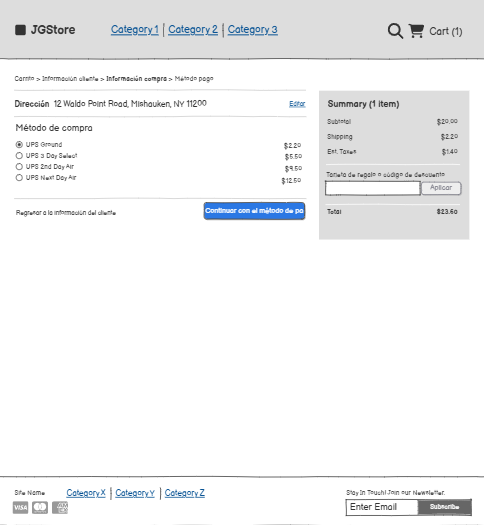 JGStore
Category 1 | Category 2 | Category 3
Cart (1)
Carrito > Información cliente > Información compra > Método pago
Dirección 12 Waldo Point Road, Mishauken, NY 11200
Editar
Método de compra
UPS Ground $2.20
UPS 3 Day Select $5.50
UPS 2nd Day Air $9.50
UPS Next Day Air $12.50
Regresar a la información del cliente
Continuar con el método de pa
Summary (1 item)
Subtotal $20.00
Shipping $2.20
Est. Taxes $1.40
Tarjeta de regalo o código de descuento
Aplicar
Total $23.60
Site Name
Category X | Category Y | Category Z
VISA
Stay In Touch! Join our Newsletter.
Enter Email
Subscribe